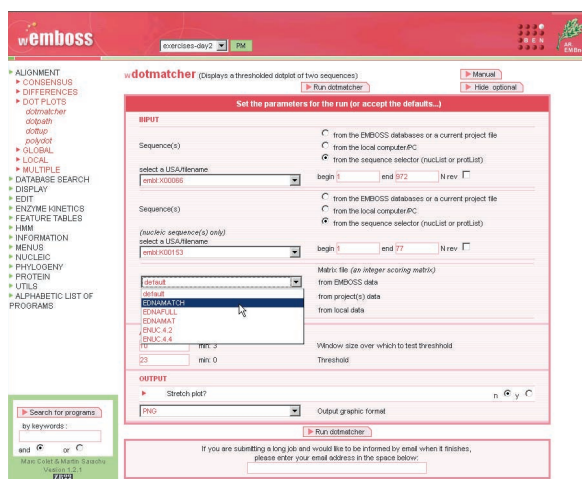 wemboss
exercises-day2 PM
ALIGNMENT
CONSENSUS
DIFFERENCES
DOT PLOTS
dotmatcher
dotpath
dottup
polydot
GLOBAL
LOCAL
MULTIPLE
DATABASE SEARCH
DISPLAY
EDIT
ENZYME KINETICS
FEATURE TABLES
HMM
INFORMATION
MENUS
NUCLEIC
PHYLOGENY
PROTEIN
UTILS
ALPHABETIC LIST OF
PROGRAMS
Search for programs
by keywords :
and or
Marc Colet & Martin Sarachu
Version 1.2.1
wdotmatcher (Displays a thresholded dotplot of two sequences)
Manual
Run dotmatcher
Hide optional
Set the parameters for the run (or accept the defaults...)
INPUT
Sequence(s)
from the EMBOSS databases or a current project file
from the local computer/PC
from the sequence selector (nucList or protList)
select a USA/filename
embl:X00066
begin 1 end 972 N rev
Sequence(s)
from the EMBOSS databases or a current project file
from the local computer/PC
from the sequence selector (nucList or protList)
(nucleic sequence(s) only)
select a USA/filename
embl:K00153
begin 1 end 77 N rev
Matrix file (an integer scoring matrix)
default
from EMBOSS data
default
EDNAMATCH
from project(s) data
EDNAFULL
from local data
EDNAMAT
ENUC.4.2
ENUC.4.4
10 min: 3 Window size over which to test threshhold
23 min: 0 Threshold
OUTPUT
Stretch plot? n y
PNG Output graphic format
Run dotmatcher
If you are submitting a long job and would like to be informed by email when it finishes,
please enter your email address in the space below: